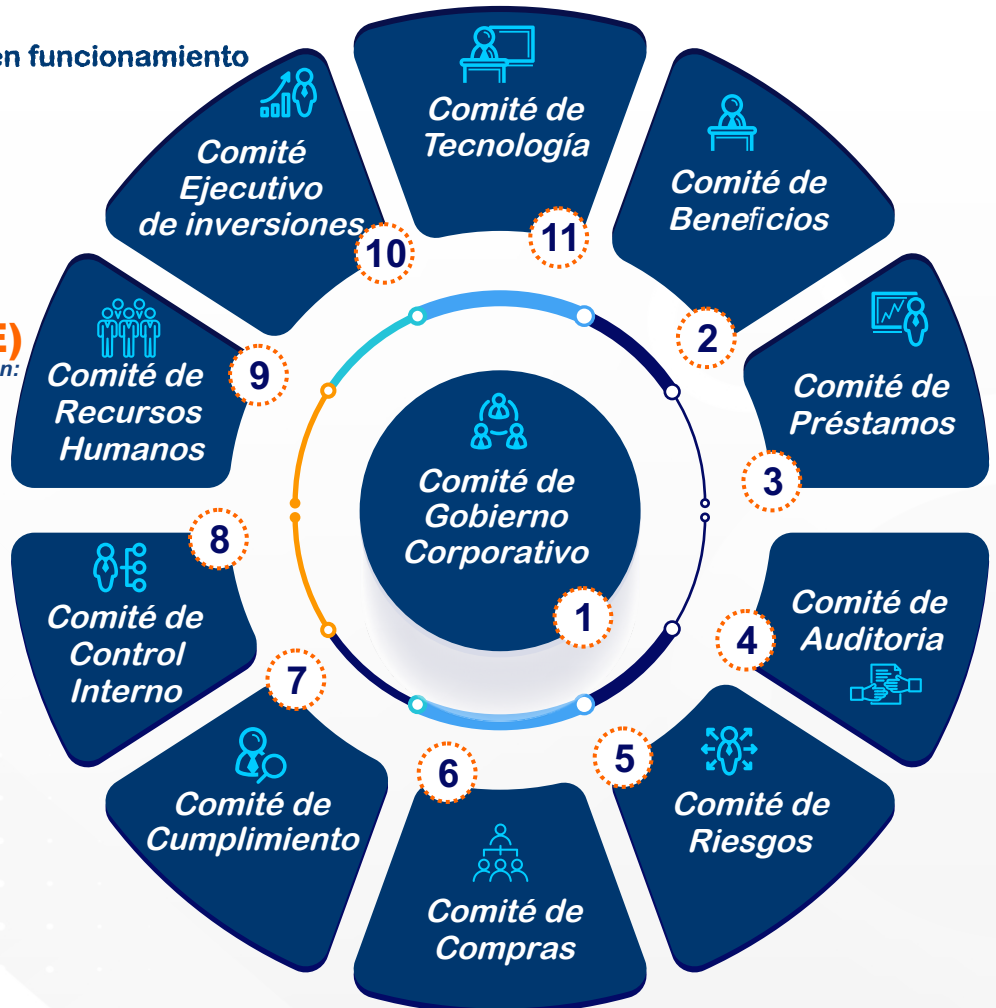 en funcionamiento
E)
n:
Comité de
Gobierno
Corporativo
1
Comité de
Beneficios
2
Comité de
Préstamos
3
Comité de
Auditoria
4
Comité de
Riesgos
5
Comité de
Compras
6
Comité de
Cumplimiento
7
Comité de
Control
Interno
8
Comité de
Recursos
Humanos
9
Comité
Ejecutivo
de inversiones
10
Comité de
Tecnología
11